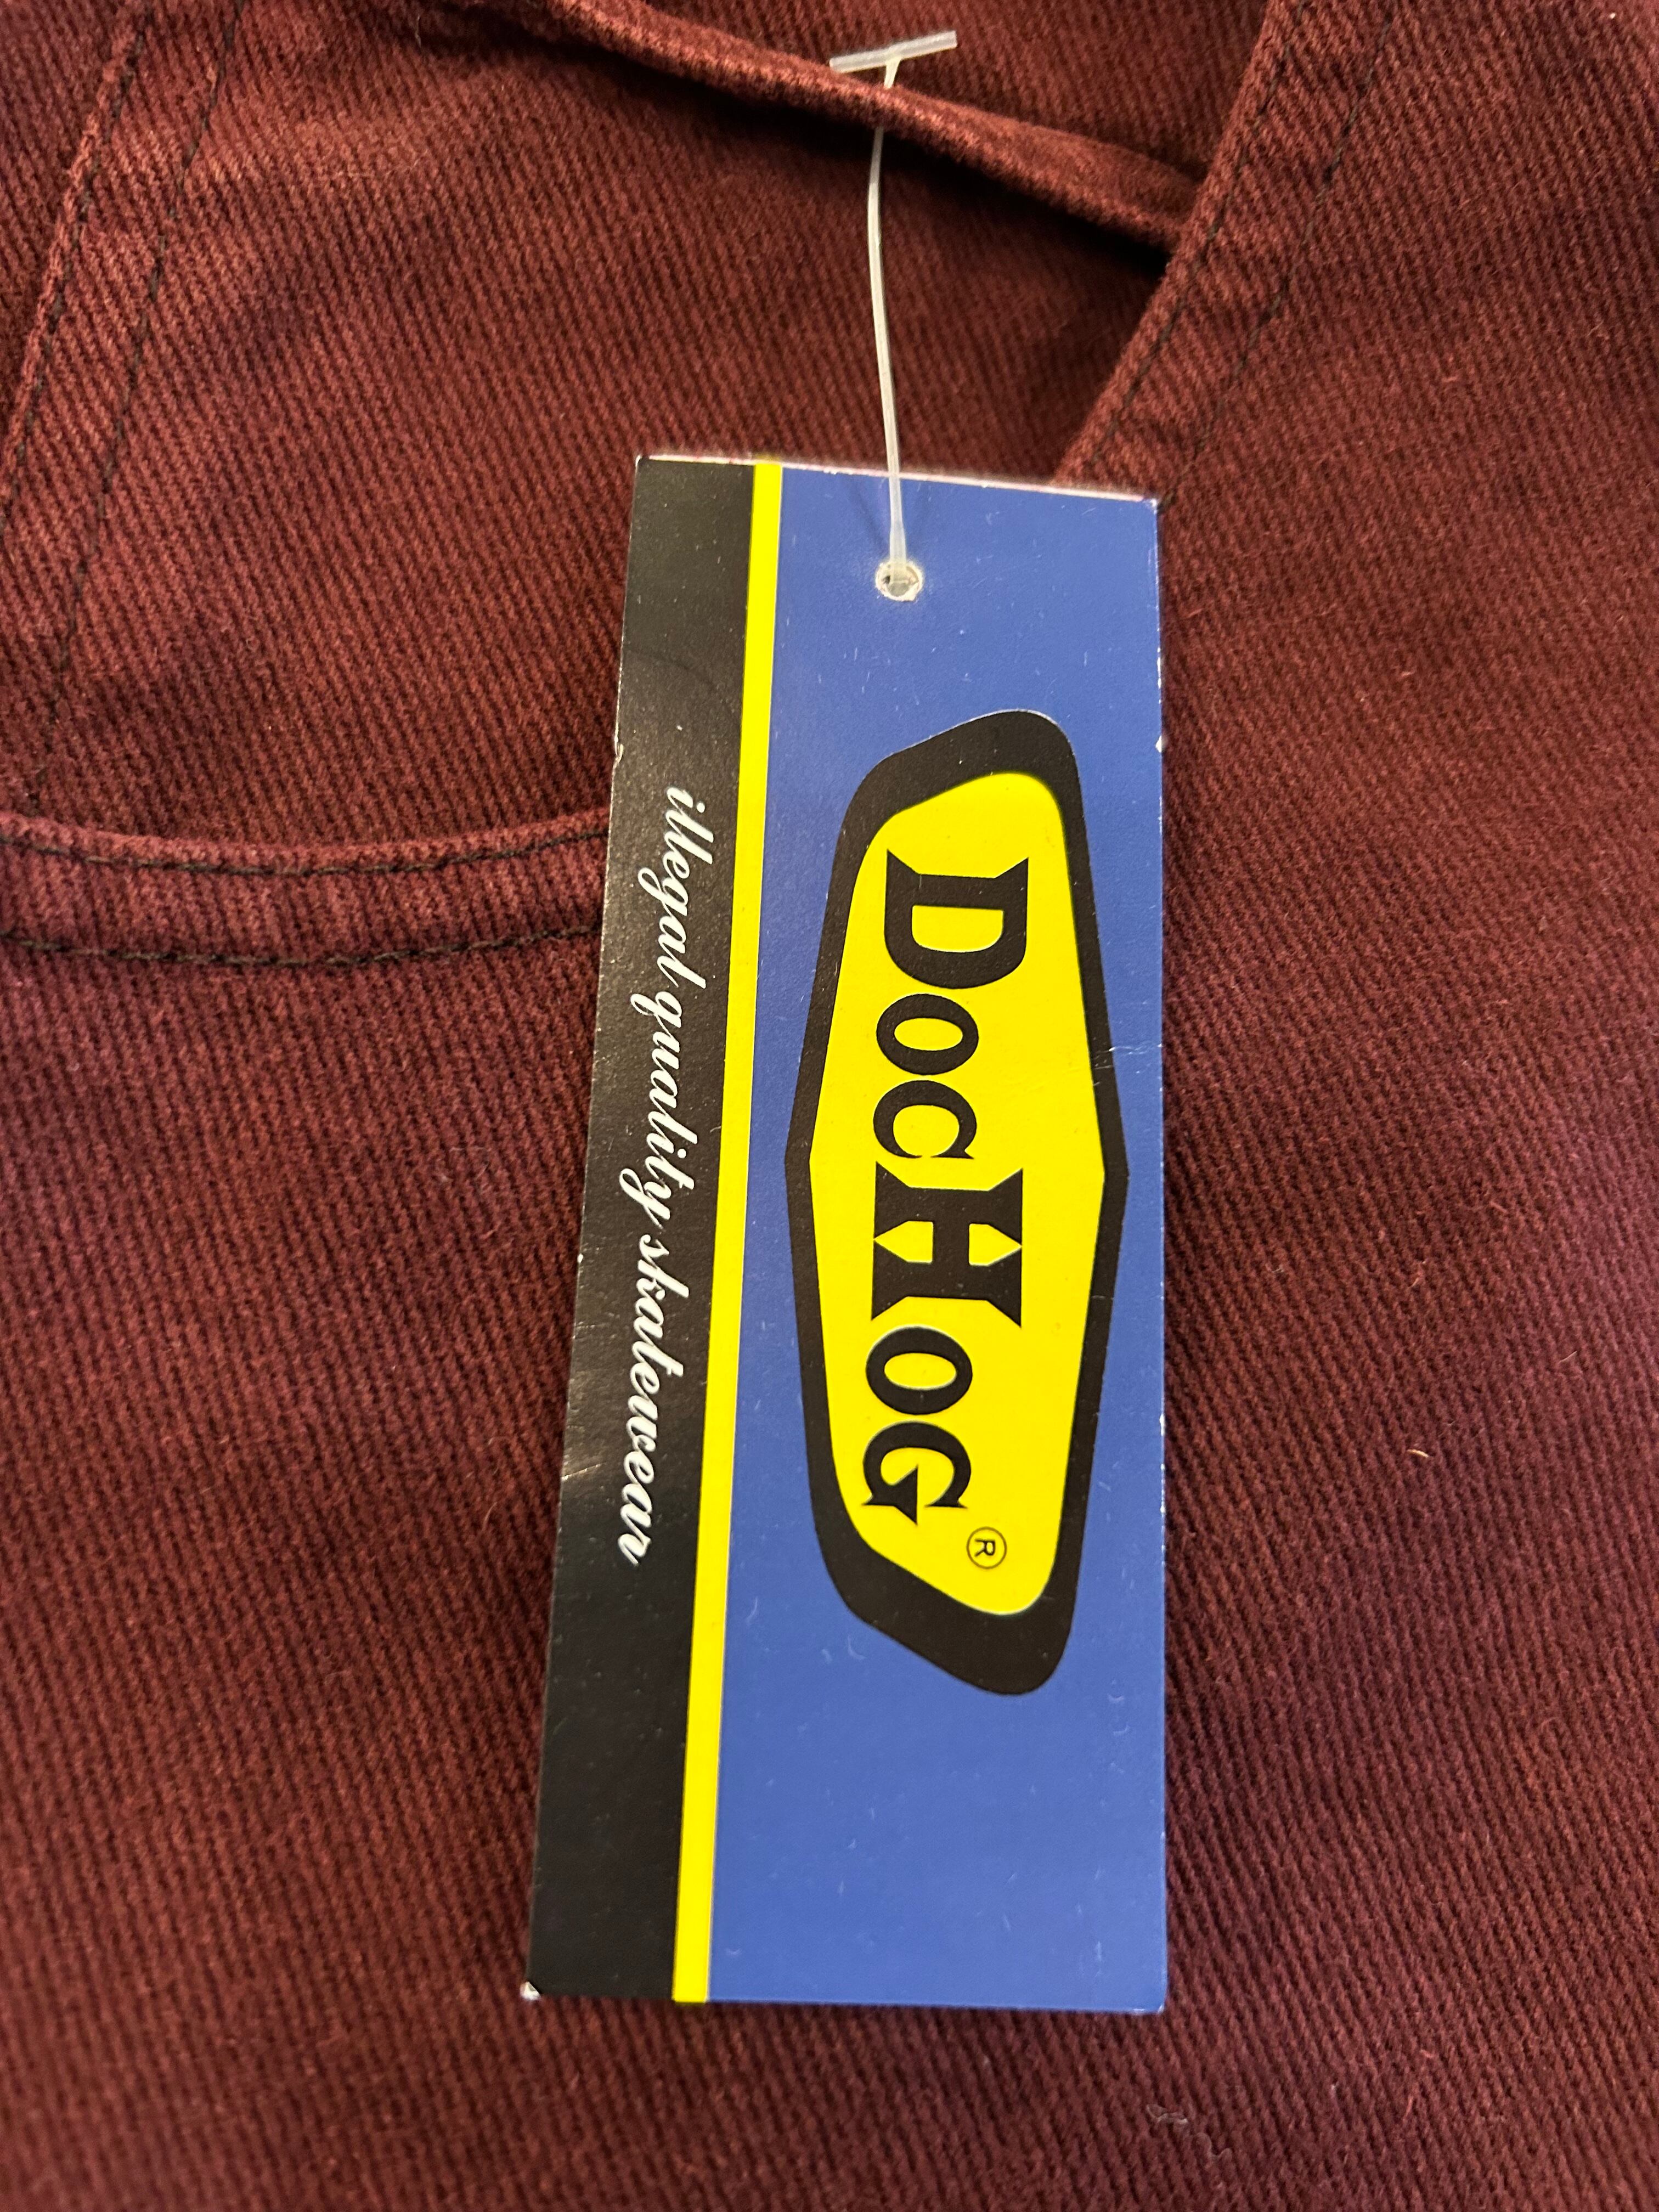 DocHog ®
illegal quality skatewear